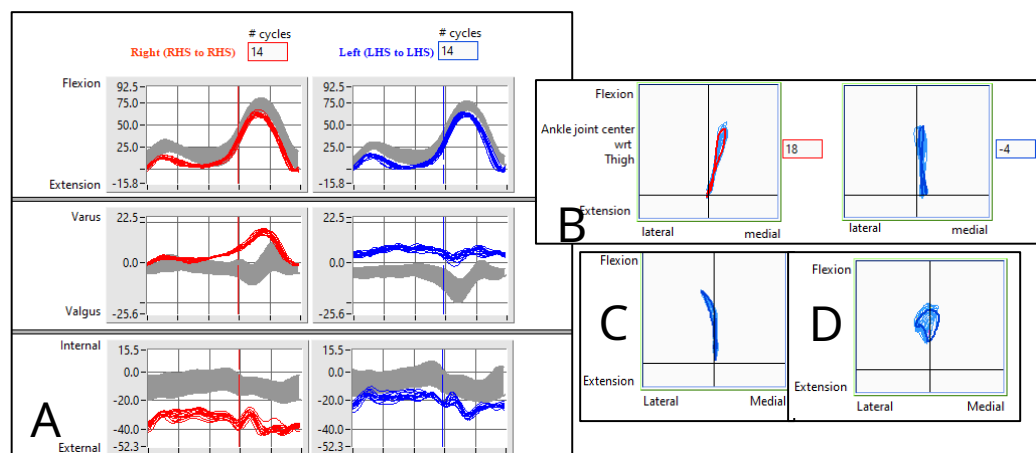 # cycles
# cycles
Right (RHS to RHS)
14
Left (LHS to LHS)
14
Flexion
92.5
75.0
50.0
25.0
-15.8
92.5
75.0
50.0
25.0
-15.8
Extension
Varus
22.5
0.0
-25.6
22.5
0.0
-25.6
Valgus
Internal
15.5
0.0
-20.0
-40.0
-52.3
15.5
0.0
-20.0
-40.0
-52.3
External
A
Flexion
Ankle joint center
wrt
Thigh
18
-4
Extension
lateral
medial
lateral
medial
B
Flexion
C
Extension
Lateral
Medial
Flexion
D
Extension
Lateral
Medial